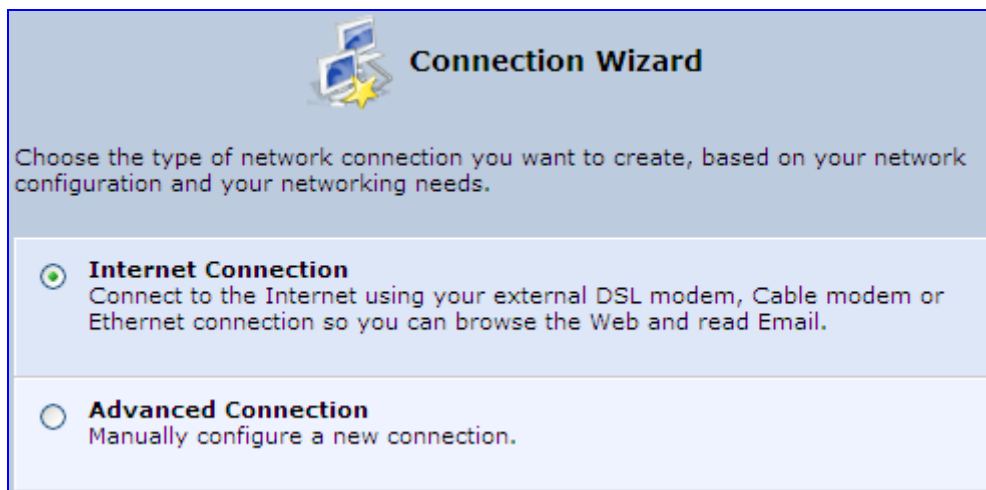 Connection Wizard
Choose the type of network connection you want to create, based on your network
configuration and your networking needs.
Internet Connection
Connect to the Internet using your external DSL modem, Cable modem or
Ethernet connection so you can browse the Web and read Email.
Advanced Connection
Manually configure a new connection.